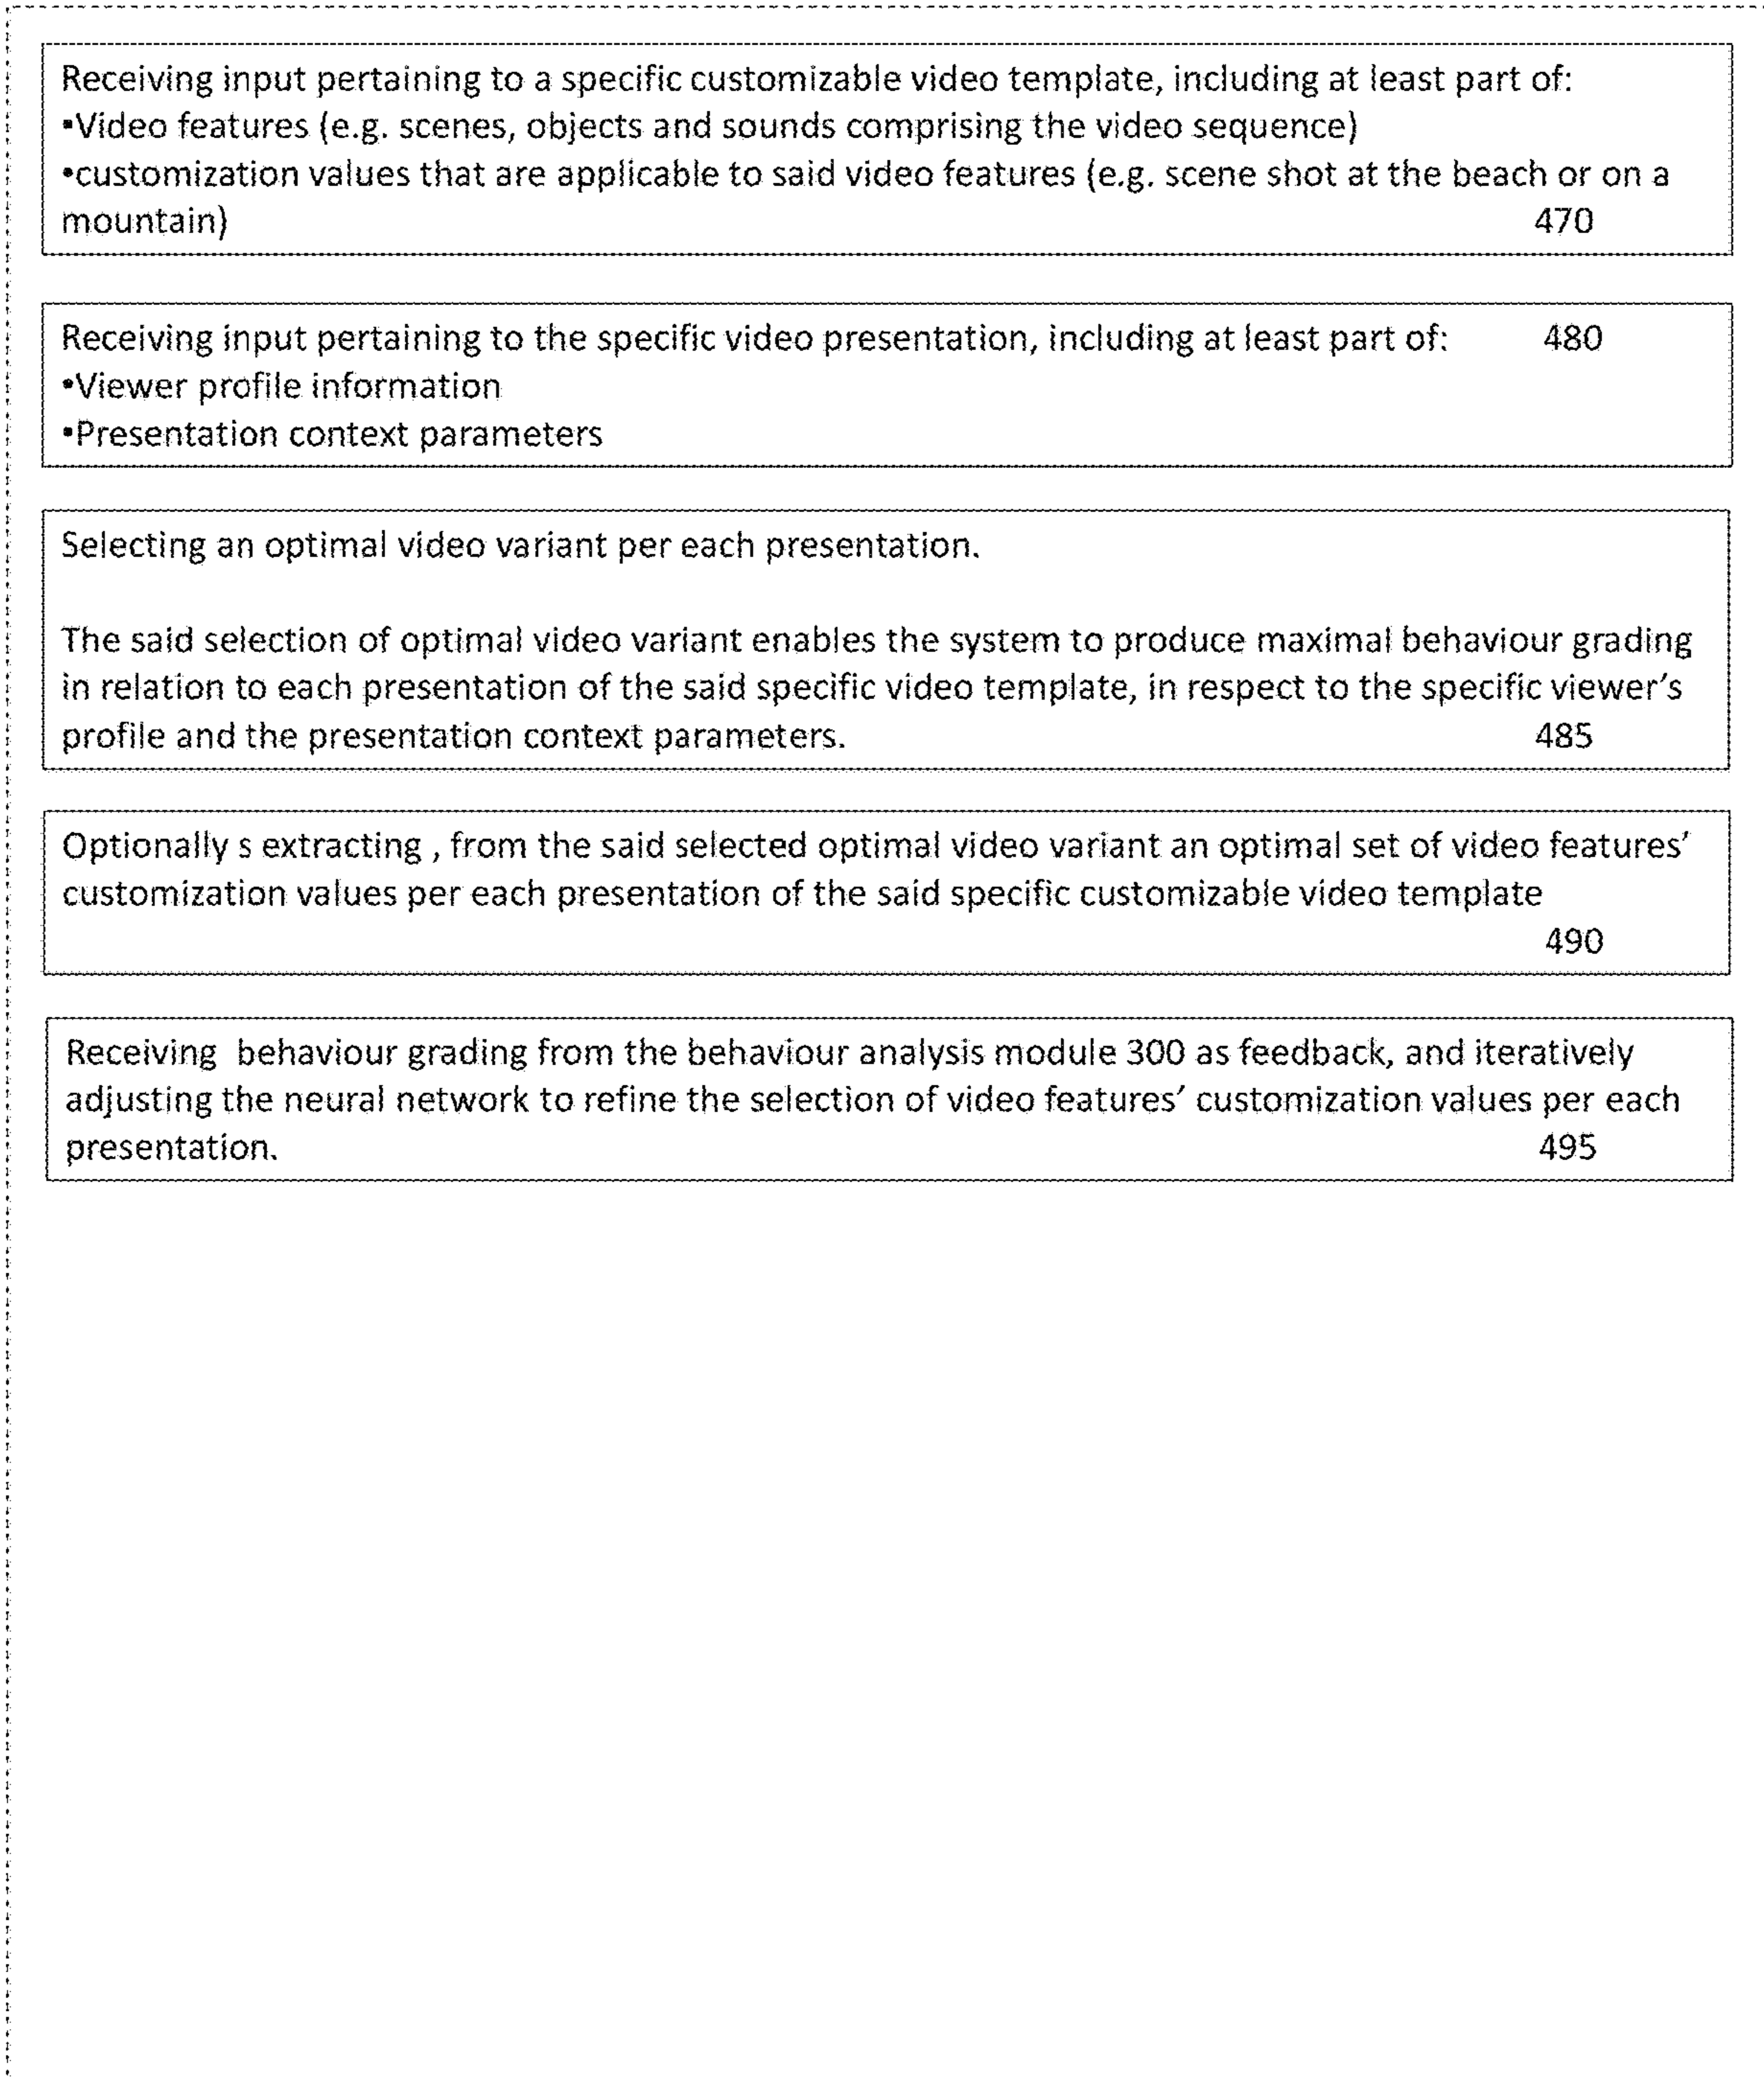 Receiving input pertaining to a specific customizable video template, including at least part of:
▪Video features (e.g. scenes, objects and sounds comprising the video sequence)
•customization values that are applicable to said video features (e.g. scene shot at the beach or on a
mountain) 470
Receiving input pertaining to the specific video presentation, including at least part of: 480
•Viewer profile information
▪Presentation context parameters
Selecting an optimal video variant per each presentation.
The said selection of optimal video variant enables the system to produce maximal behaviour grading
in relation to each presentation of the said specific video template, in respect to the specific viewer's
profile and the presentation context parameters. 485
Optionally s extracting , from the said selected optimal video variant an optimal set of video features'
customization values per each presentation of the said specific customizable video template
490
Receiving behaviour grading from the behaviour analysis module 300 as feedback, and iteratively
adjusting the neural network to refine the selection of video features' customization values per each
presentation. 495